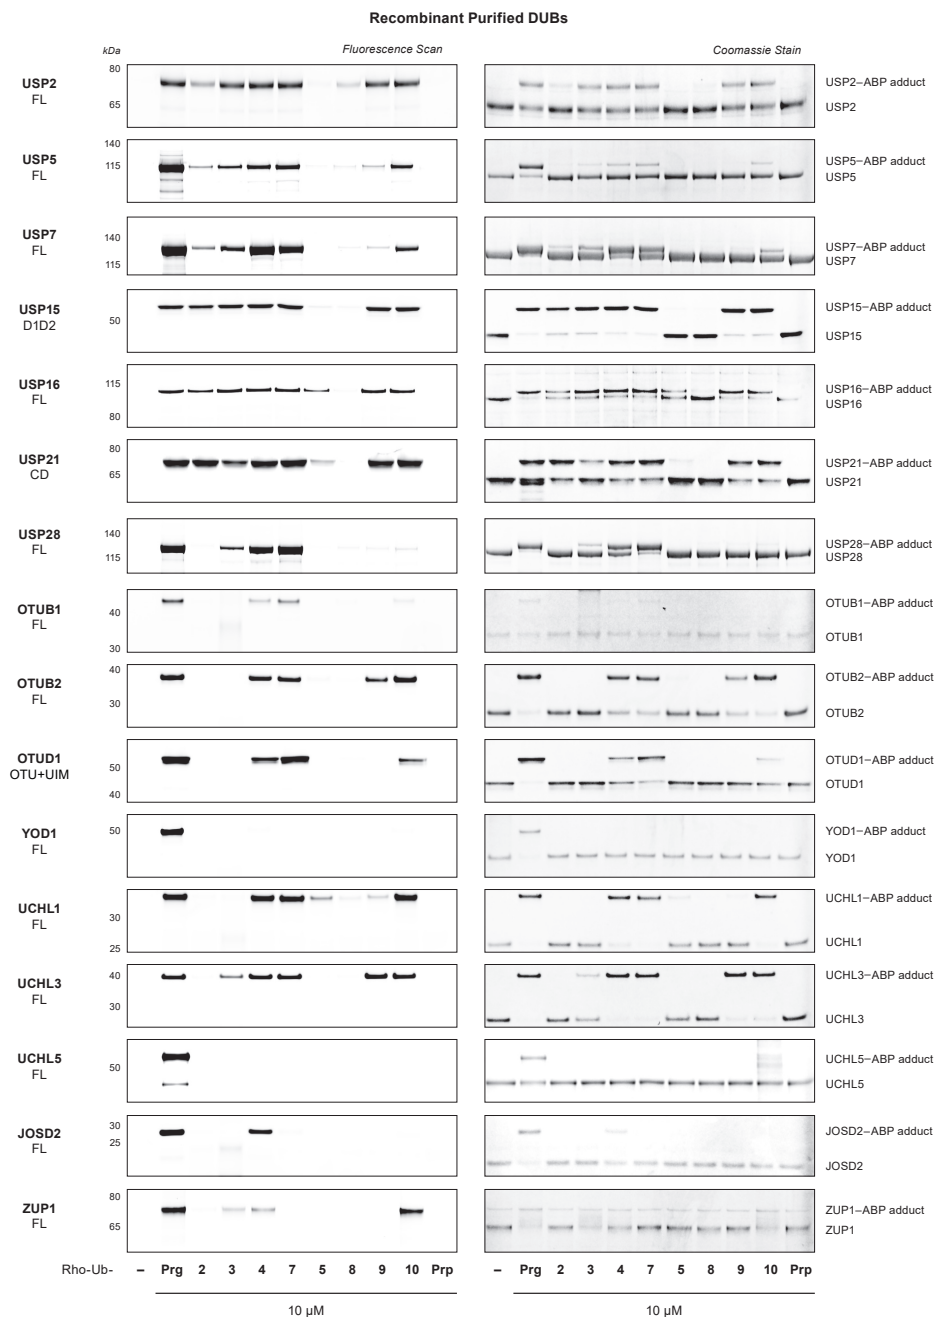 Recombinant Purified DUBs
kDa
Fluorescence Scan
Coomassie Stain
USP2
FL
80
65
USP2–ABP adduct
USP2
USP5
FL
140
115
USP5–ABP adduct
USP5
USP7
FL
140
115
USP7–ABP adduct
USP7
USP15
D1D2
50
USP15–ABP adduct
USP15
USP16
FL
115
80
USP16–ABP adduct
USP16
USP21
CD
80
65
USP21–ABP adduct
USP21
USP28
FL
140
115
USP28–ABP adduct
USP28
OTUB1
FL
40
30
OTUB1–ABP adduct
OTUB1
OTUB2
FL
40
30
OTUB2–ABP adduct
OTUB2
OTUD1
OTU+UIM
50
40
OTUD1–ABP adduct
OTUD1
YOD1
FL
50
YOD1–ABP adduct
YOD1
UCHL1
FL
30
25
UCHL1–ABP adduct
UCHL1
UCHL3
FL
40
30
UCHL3–ABP adduct
UCHL3
UCHL5
FL
50
UCHL5–ABP adduct
UCHL5
JOSD2
FL
30
25
JOSD2–ABP adduct
JOSD2
ZUP1
FL
80
65
ZUP1–ABP adduct
ZUP1
Rho-Ub- – Prg 2 3 4 7 5 8 9 10 Prp – Prg 2 3 4 7 5 8 9 10 Prp
10 µM 10 µM